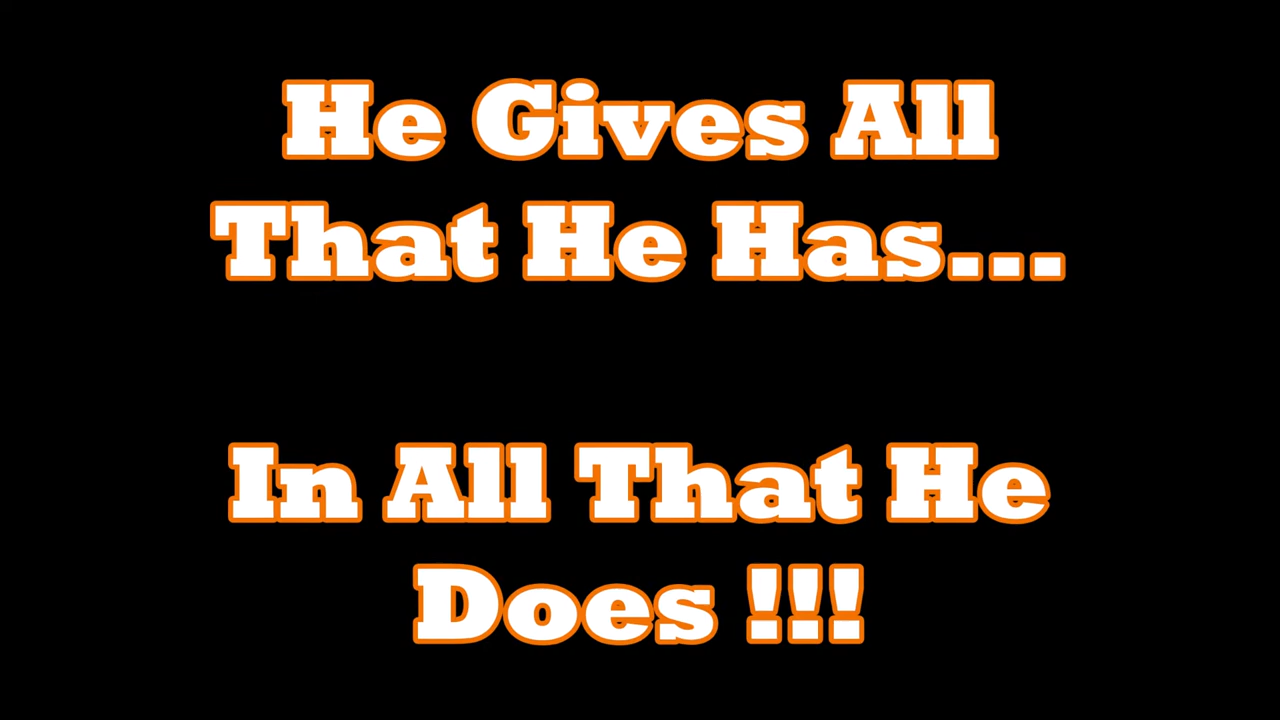 He Gives All
That He Has...
In All That He
Does !!!